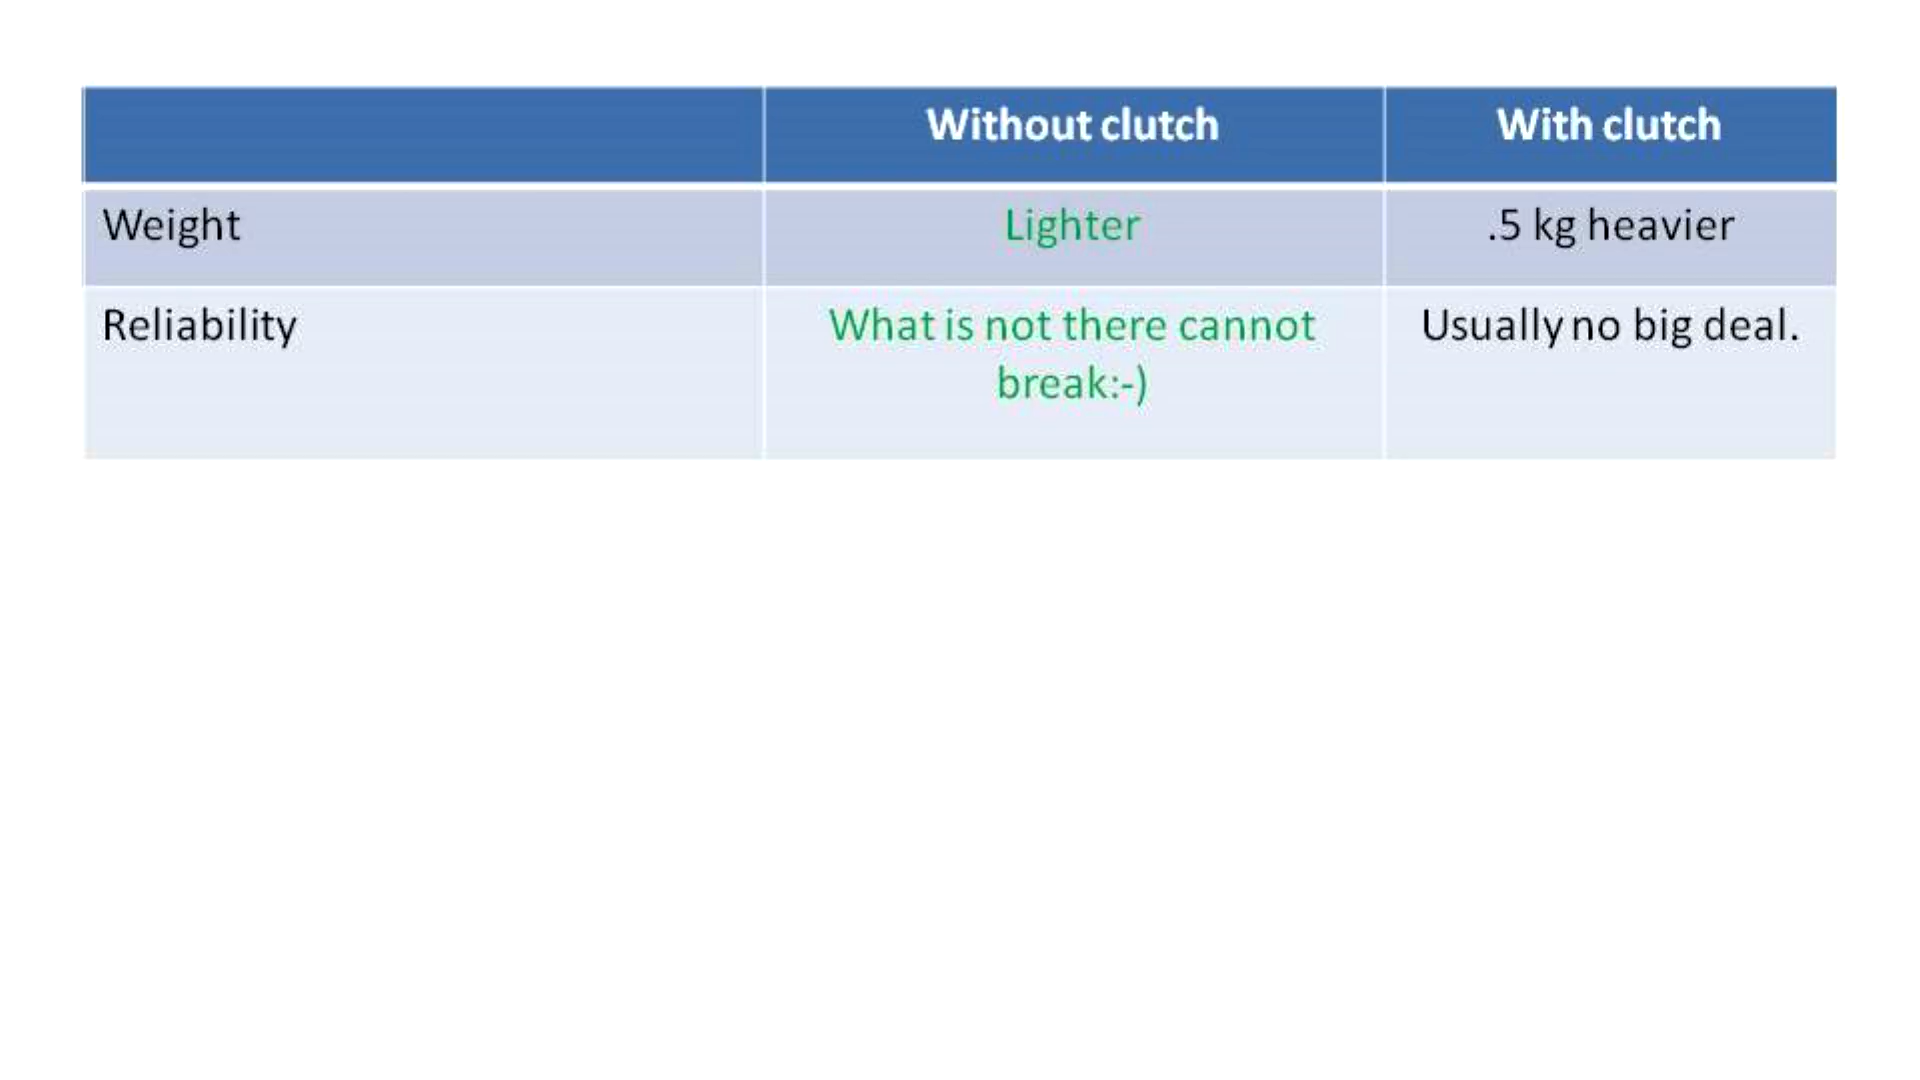 Without clutch
With clutch
Weight
Lighter
.5 kg heavier
Reliability
What is not there cannot
break:-)
Usually no big deal.